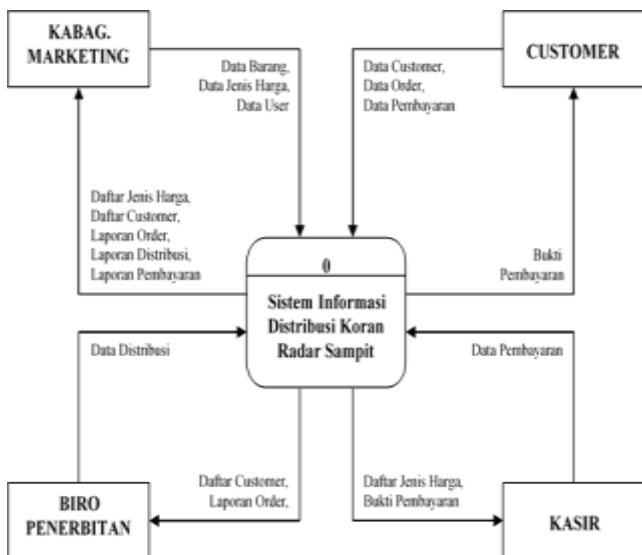 KABAG.
MARKETING
CUSTOMER
Data Barang,
Data Jenis Harga,
Data User
Data Customer,
Data Order,
Data Pembayaran
Daftar Jenis Harga,
Daftar Customer,
Laporan Order,
Laporan Distribusi,
Laporan Pembayaran
Bukti
Pembayaran
0
Sistem Informasi
Distribusi Koran
Radar Sampit
Data Distribusi
Data Pembayaran
Daftar Customer,
Laporan Order,
Daftar Jenis Harga,
Bukti Pembayaran
BIRO
PENERBITAN
KASIR